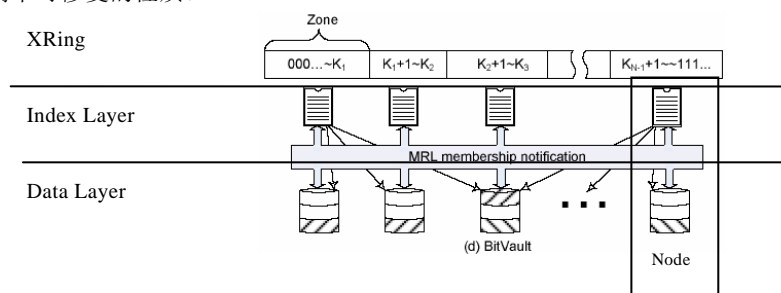 Zone
XRing
000...~K₁ K₁+1~K₂ K₂+1~K₃ K_{N-1}+1~~111...
Index Layer
MRL membership notification
Data Layer
...
(d) BitVault
Node